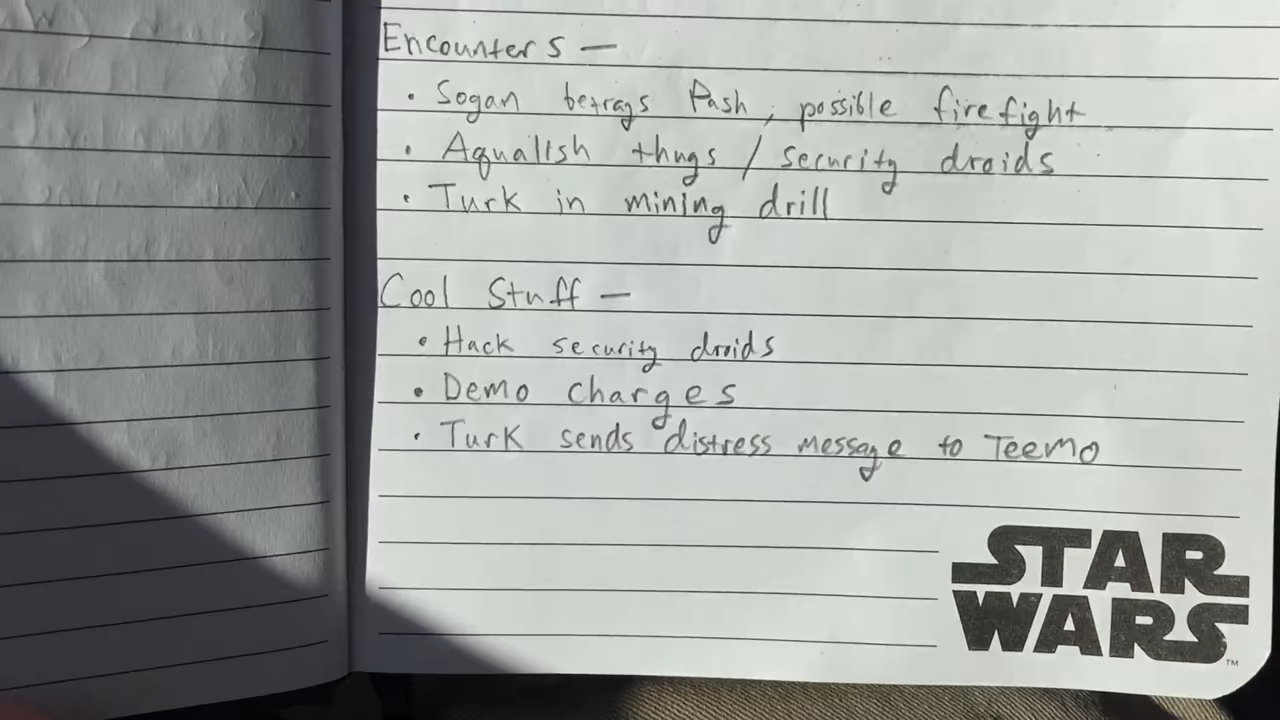 Encounters —
• Sogan betrays Pash, possible firefight
• Aqualish thugs / security droids
• Turk in mining drill
Cool Stuff —
• Hack security droids
• Demo charges
• Turk sends distress message to Teemo
STAR
WARS
TM